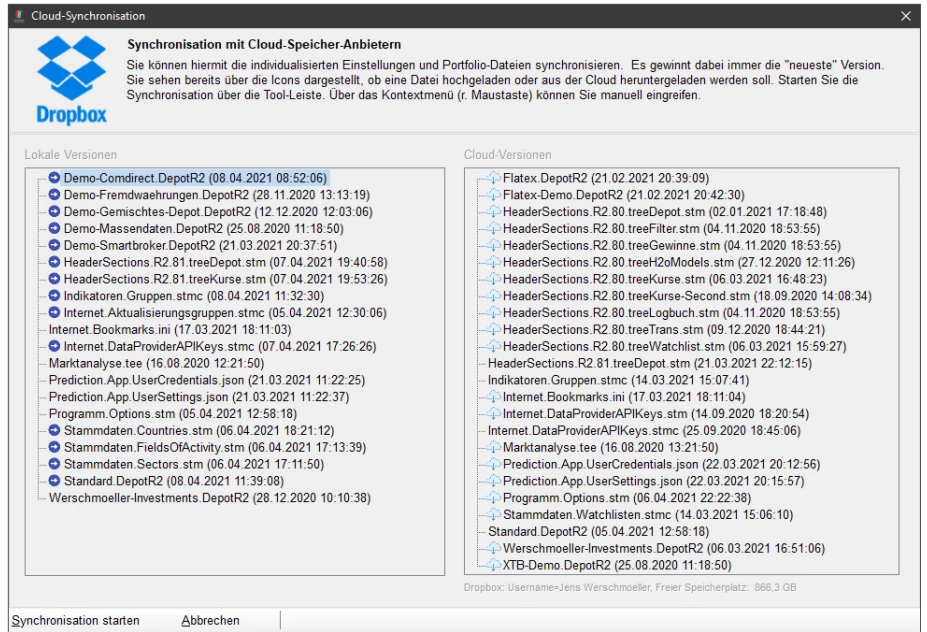 Cloud-Synchronisation
Synchronisation mit Cloud-Speicher-Anbietern
Sie können hiermit die individualisierten Einstellungen und Portfolio-Dateien synchronisieren. Es gewinnt dabei immer die "neueste" Version.
Sie sehen bereits über die Icons dargestellt, ob eine Datei hochgeladen oder aus der Cloud heruntergeladen werden soll. Starten Sie die
Synchronisation über die Tool-Leiste. Über das Kontextmenü (r. Maustaste) können Sie manuell eingreifen.
Dropbox
Lokale Versionen
Demo-Comdirect.DepotR2 (08.04.2021 08:52:06)
Demo-Fremdwaehrungen.DepotR2 (28.11.2020 13:13:19)
Demo-Gemischtes-Depot.DepotR2 (12.12.2020 12:03:06)
Demo-Massendaten.DepotR2 (25.08.2020 11:18:50)
Demo-Smartbroker.DepotR2 (21.03.2021 20:37:51)
HeaderSections.R2.81.treeDepot.stm (07.04.2021 19:40:58)
HeaderSections.R2.81.treeKurse.stm (07.04.2021 19:53:26)
Indikatoren.Gruppen.stmc (08.04.2021 11:32:30)
Internet.Aktualisierungsgruppen.stmc (05.04.2021 12:30:06)
Internet.Bookmarks.ini (17.03.2021 18:11:03)
Internet.DataProviderAPIKeys.stmc (07.04.2021 17:26:26)
Marktanalyse.tee (16.08.2020 12:21:50)
Prediction.App.UserCredentials.json (21.03.2021 11:22:25)
Prediction.App.UserSettings.json (21.03.2021 11:22:37)
Programm.Options.stm (05.04.2021 12:58:18)
Stammdaten.Countries.stm (06.04.2021 18:21:12)
Stammdaten.FieldsOfActivity.stm (06.04.2021 17:13:39)
Stammdaten.Sectors.stm (06.04.2021 17:11:50)
Standard.DepotR2 (08.04.2021 11:39:08)
Werschmoeller-Investments.DepotR2 (28.12.2020 10:10:38)
Cloud-Versionen
Flatex.DepotR2 (21.02.2021 20:39:09)
Flatex-Demo.DepotR2 (21.02.2021 20:42:30)
HeaderSections.R2.80.treeDepot.stm (02.01.2021 17:18:48)
HeaderSections.R2.80.treeFilter.stm (04.11.2020 18:53:55)
HeaderSections.R2.80.treeGewinne.stm (04.11.2020 18:53:55)
HeaderSections.R2.80.treeH2oModels.stm (27.12.2020 12:11:26)
HeaderSections.R2.80.treeKurse.stm (06.03.2021 16:48:23)
HeaderSections.R2.80.treeKurse-Second.stm (18.09.2020 14:08:34)
HeaderSections.R2.80.treeLogbuch.stm (04.11.2020 18:53:55)
HeaderSections.R2.80.treeTrans.stm (09.12.2020 18:44:21)
HeaderSections.R2.80.treeWatchlist.stm (06.03.2021 15:59:27)
HeaderSections.R2.81.treeDepot.stm (21.03.2021 22:12:15)
Indikatoren.Gruppen.stmc (14.03.2021 15:07:41)
Internet.Bookmarks.ini (17.03.2021 18:11:04)
Internet.DataProviderAPIKeys.stm (14.09.2020 18:20:54)
Internet.DataProviderAPIKeys.stmc (25.09.2020 18:45:06)
Marktanalyse.tee (16.08.2020 13:21:50)
Prediction.App.UserCredentials.json (22.03.2021 20:12:56)
Prediction.App.UserSettings.json (22.03.2021 20:15:57)
Programm.Options.stm (06.04.2021 22:22:38)
Stammdaten.Watchlisten.stmc (14.03.2021 15:06:10)
Standard.DepotR2 (05.04.2021 12:58:18)
Werschmoeller-Investments.DepotR2 (06.03.2021 16:51:06)
XTB-Demo.DepotR2 (25.08.2020 11:18:50)
Dropbox: Username=Jens Werschmoeller, Freier Speicherplatz: 866,3 GB
Synchronisation starten
Abbrechen